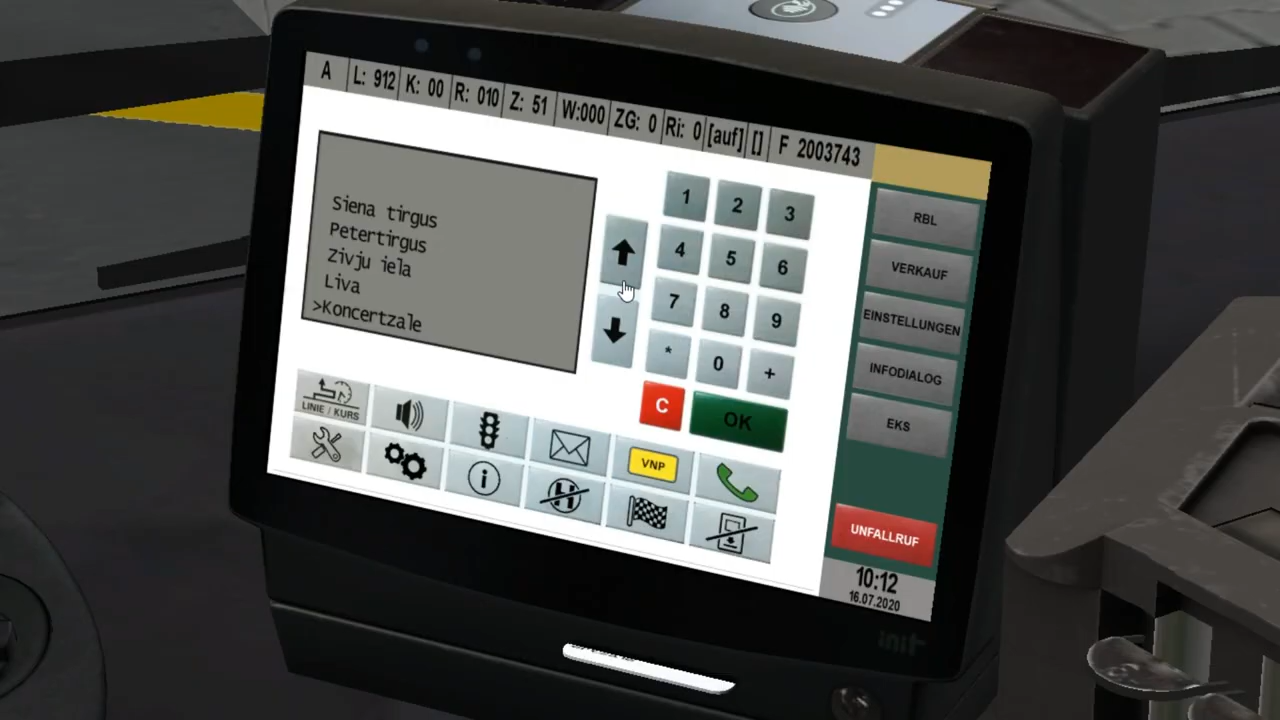 A L: 912 K: 00 R: 010 Z: 51 W:000 ZG: 0 Ri: 0 [auf] [] F 2003743
Siena tirgus
Petertirgus
Zivju iela
Liva
>Koncertzale
1 2 3
4 5 6
7 8 9
* 0 +
C OK
LINIE / KURS
VNP
i
H
RBL
VERKAUF
EINSTELLUNGEN
INFODIALOG
EKS
UNFALLRUF
10:12
16.07.2020
init